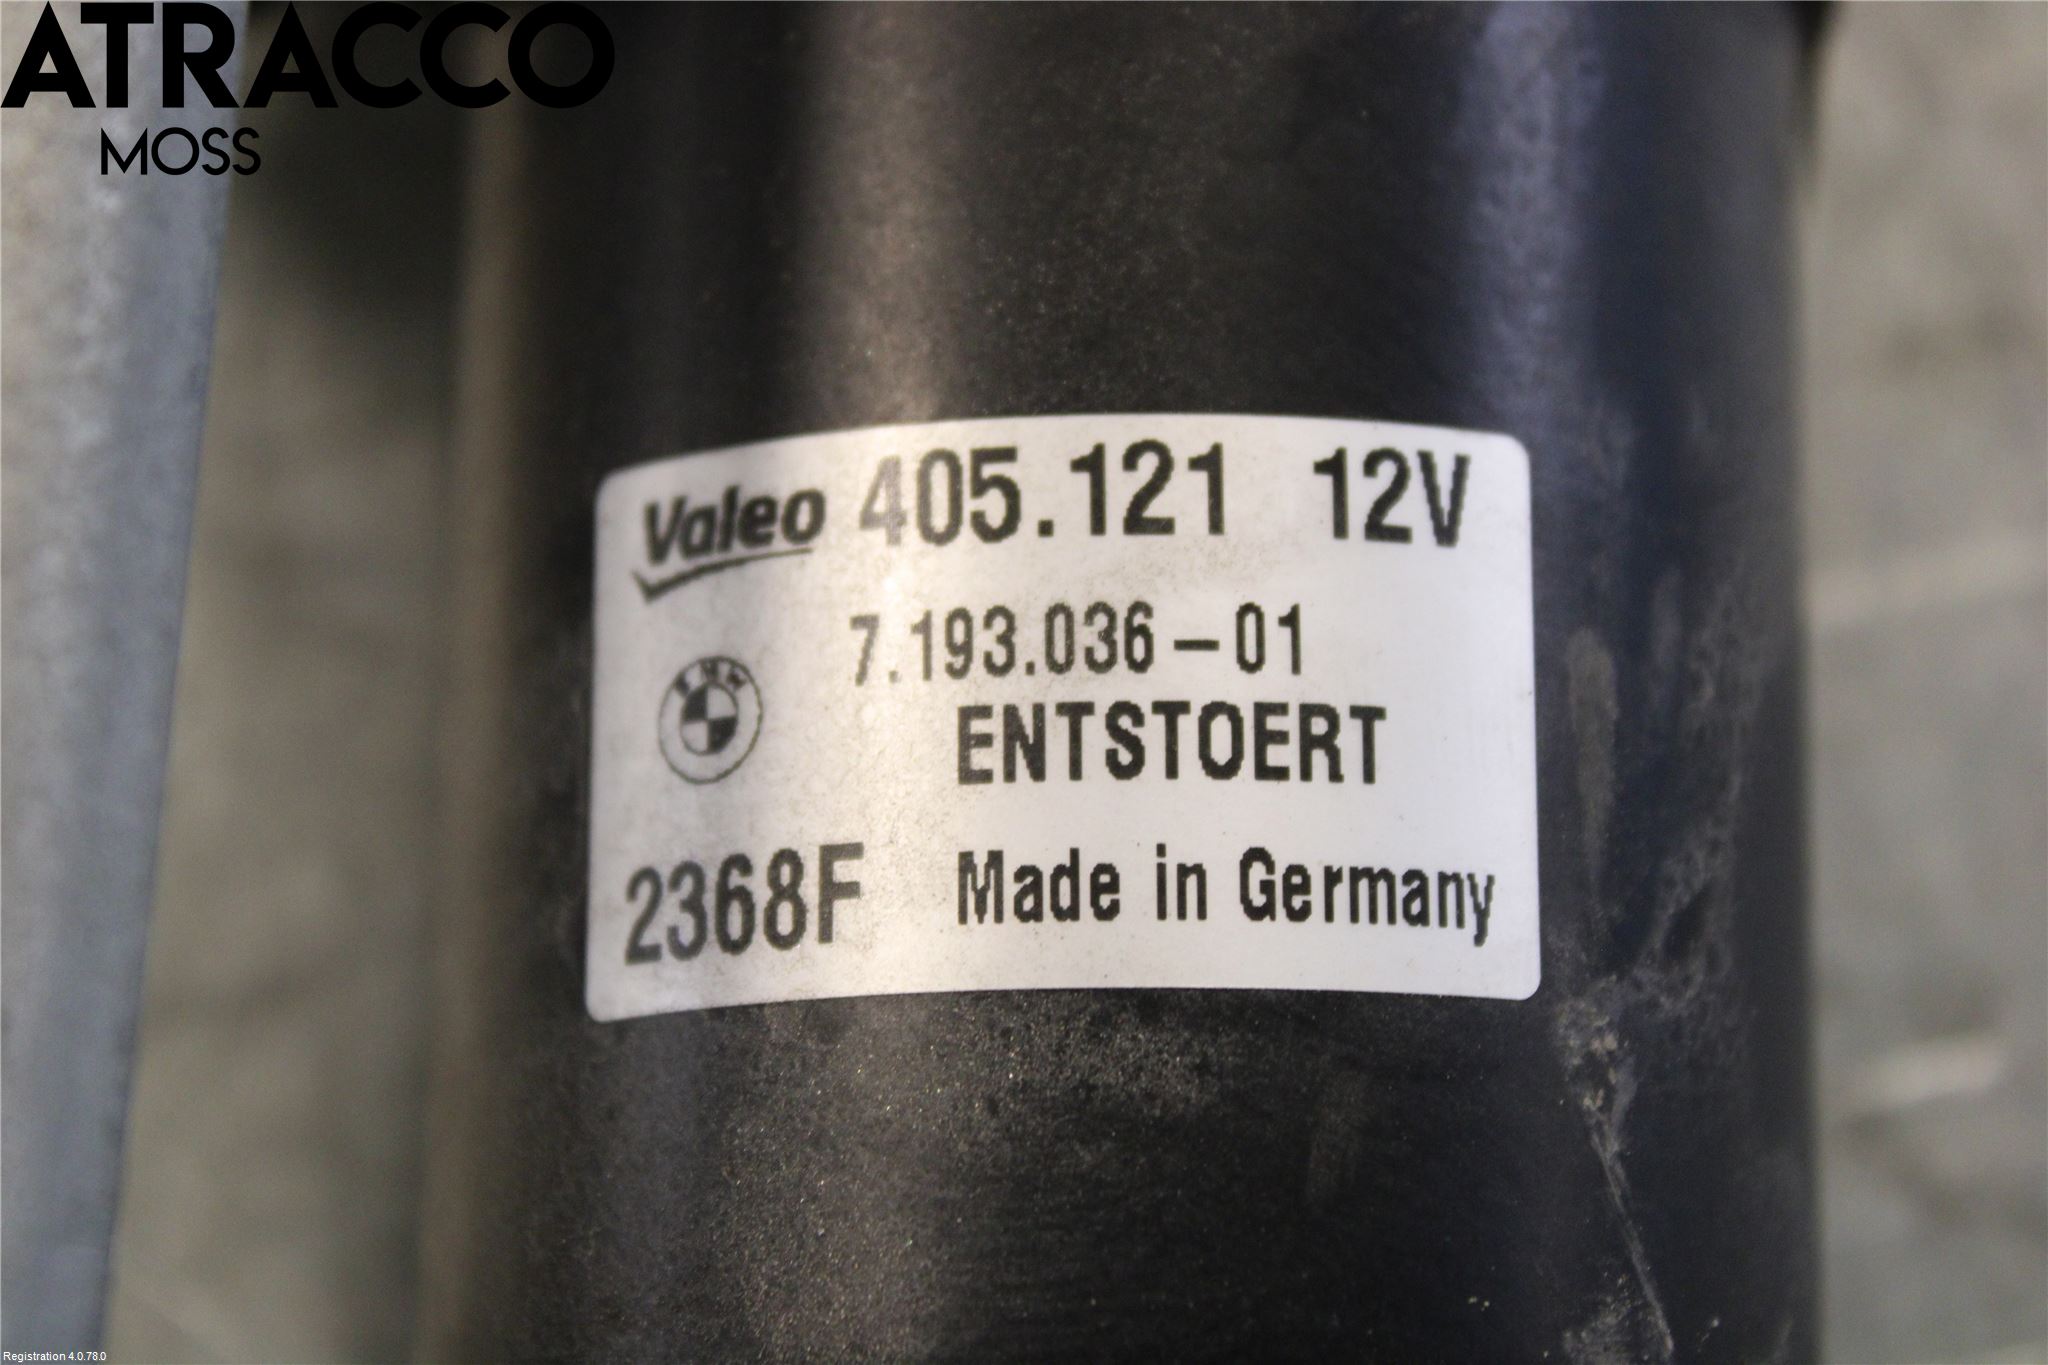 ATRACCO
MOSS
Valeo 405.121 12V
7.193.036-01
BMW
ENTSTOERT
2368F Made in Germany
Registration 4.0.78.0